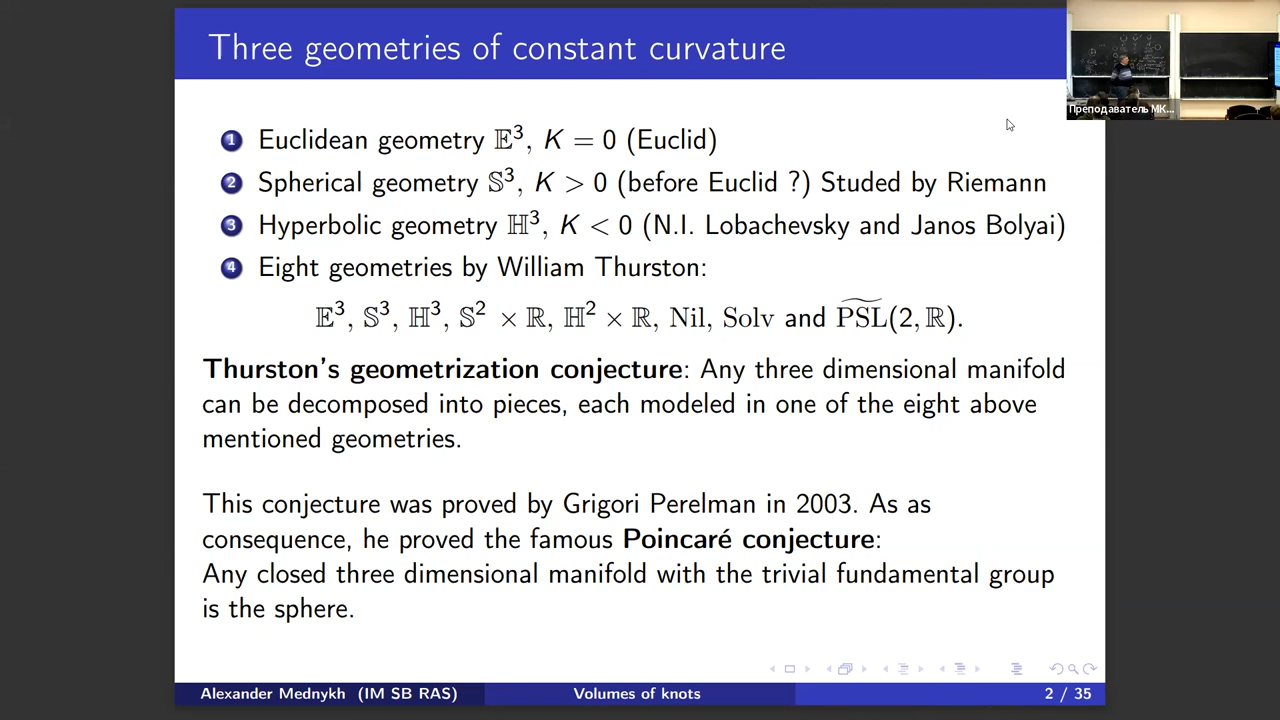 Three geometries of constant curvature
Преподаватель МК...
1 Euclidean geometry 𝔼³, K = 0 (Euclid)
2 Spherical geometry 𝕊³, K > 0 (before Euclid ?) Studed by Riemann
3 Hyperbolic geometry ℍ³, K < 0 (N.I. Lobachevsky and Janos Bolyai)
4 Eight geometries by William Thurston:
𝔼³, 𝕊³, ℍ³, 𝕊² × ℝ, ℍ² × ℝ, Nil, Solv and P͠SL(2, ℝ).
Thurston's geometrization conjecture: Any three dimensional manifold
can be decomposed into pieces, each modeled in one of the eight above
mentioned geometries.
This conjecture was proved by Grigori Perelman in 2003. As as
consequence, he proved the famous Poincaré conjecture:
Any closed three dimensional manifold with the trivial fundamental group
is the sphere.
Alexander Mednykh (IM SB RAS) Volumes of knots 2 / 35